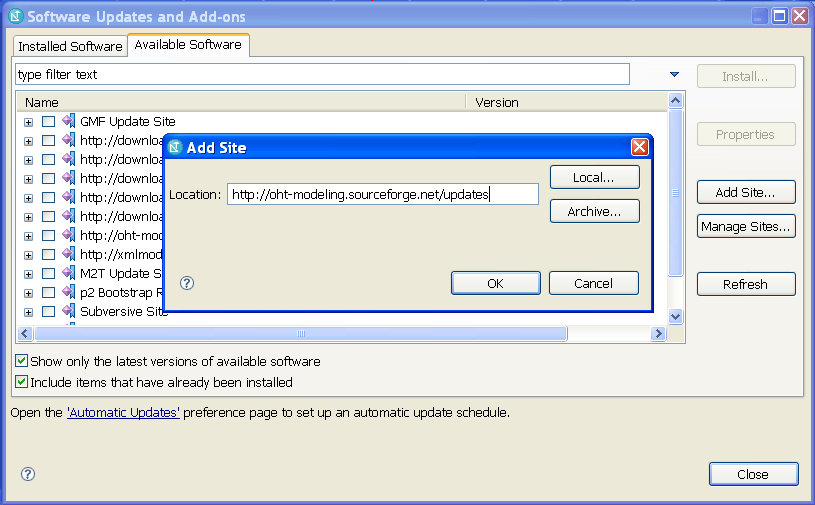 Software Updates and Add-ons
Installed Software
Available Software
type filter text
Install...
Name
Version
GMF Update Site
http://downloa
Properties
http://downloa
http://downloa
http://downloa
http://downloa
http://oht-mod
http://xmlmod
M2T Update S
p2 Bootstrap R
Subversive Site
Add Site
Location:
http://oht-modeling.sourceforge.net/updates
Local...
Archive...
OK
Cancel
Add Site...
Manage Sites...
Refresh
Show only the latest versions of available software
Include items that have already been installed
Open the 'Automatic Updates' preference page to set up an automatic update schedule.
Close